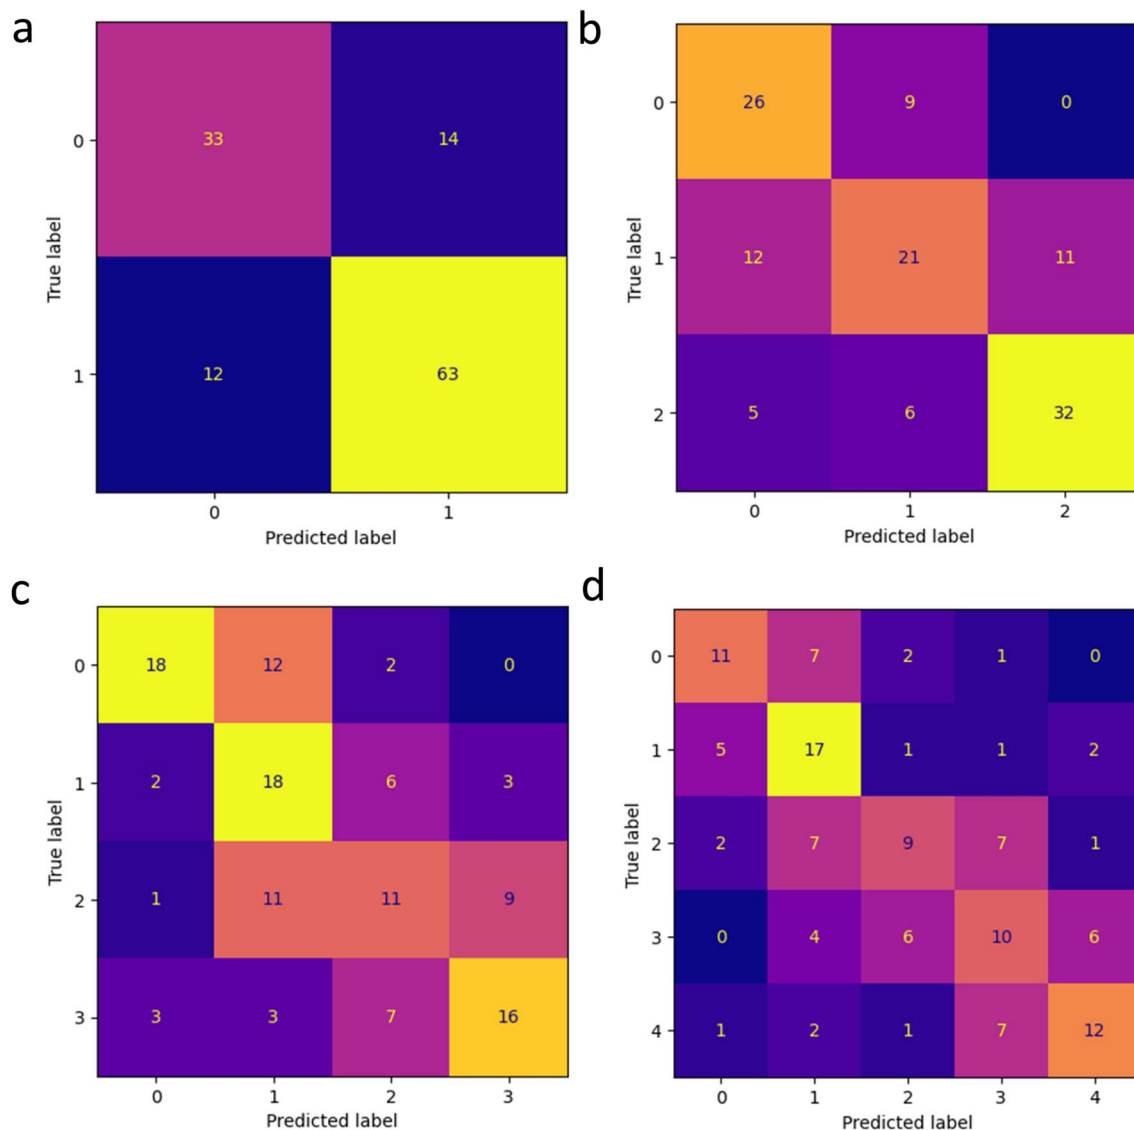 a
0
33 14
True label
1
12 63
0 1
Predicted label
b
0
26 9 0
True label
1
12 21 11
2
5 6 32
0 1 2
Predicted label
c
0
18 12 2 0
1
2 18 6 3
True label
2
1 11 11 9
3
3 3 7 16
0 1 2 3
Predicted label
d
0
11 7 2 1 0
1
5 17 1 1 2
True label
2
2 7 9 7 1
3
0 4 6 10 6
4
1 2 1 7 12
0 1 2 3 4
Predicted label